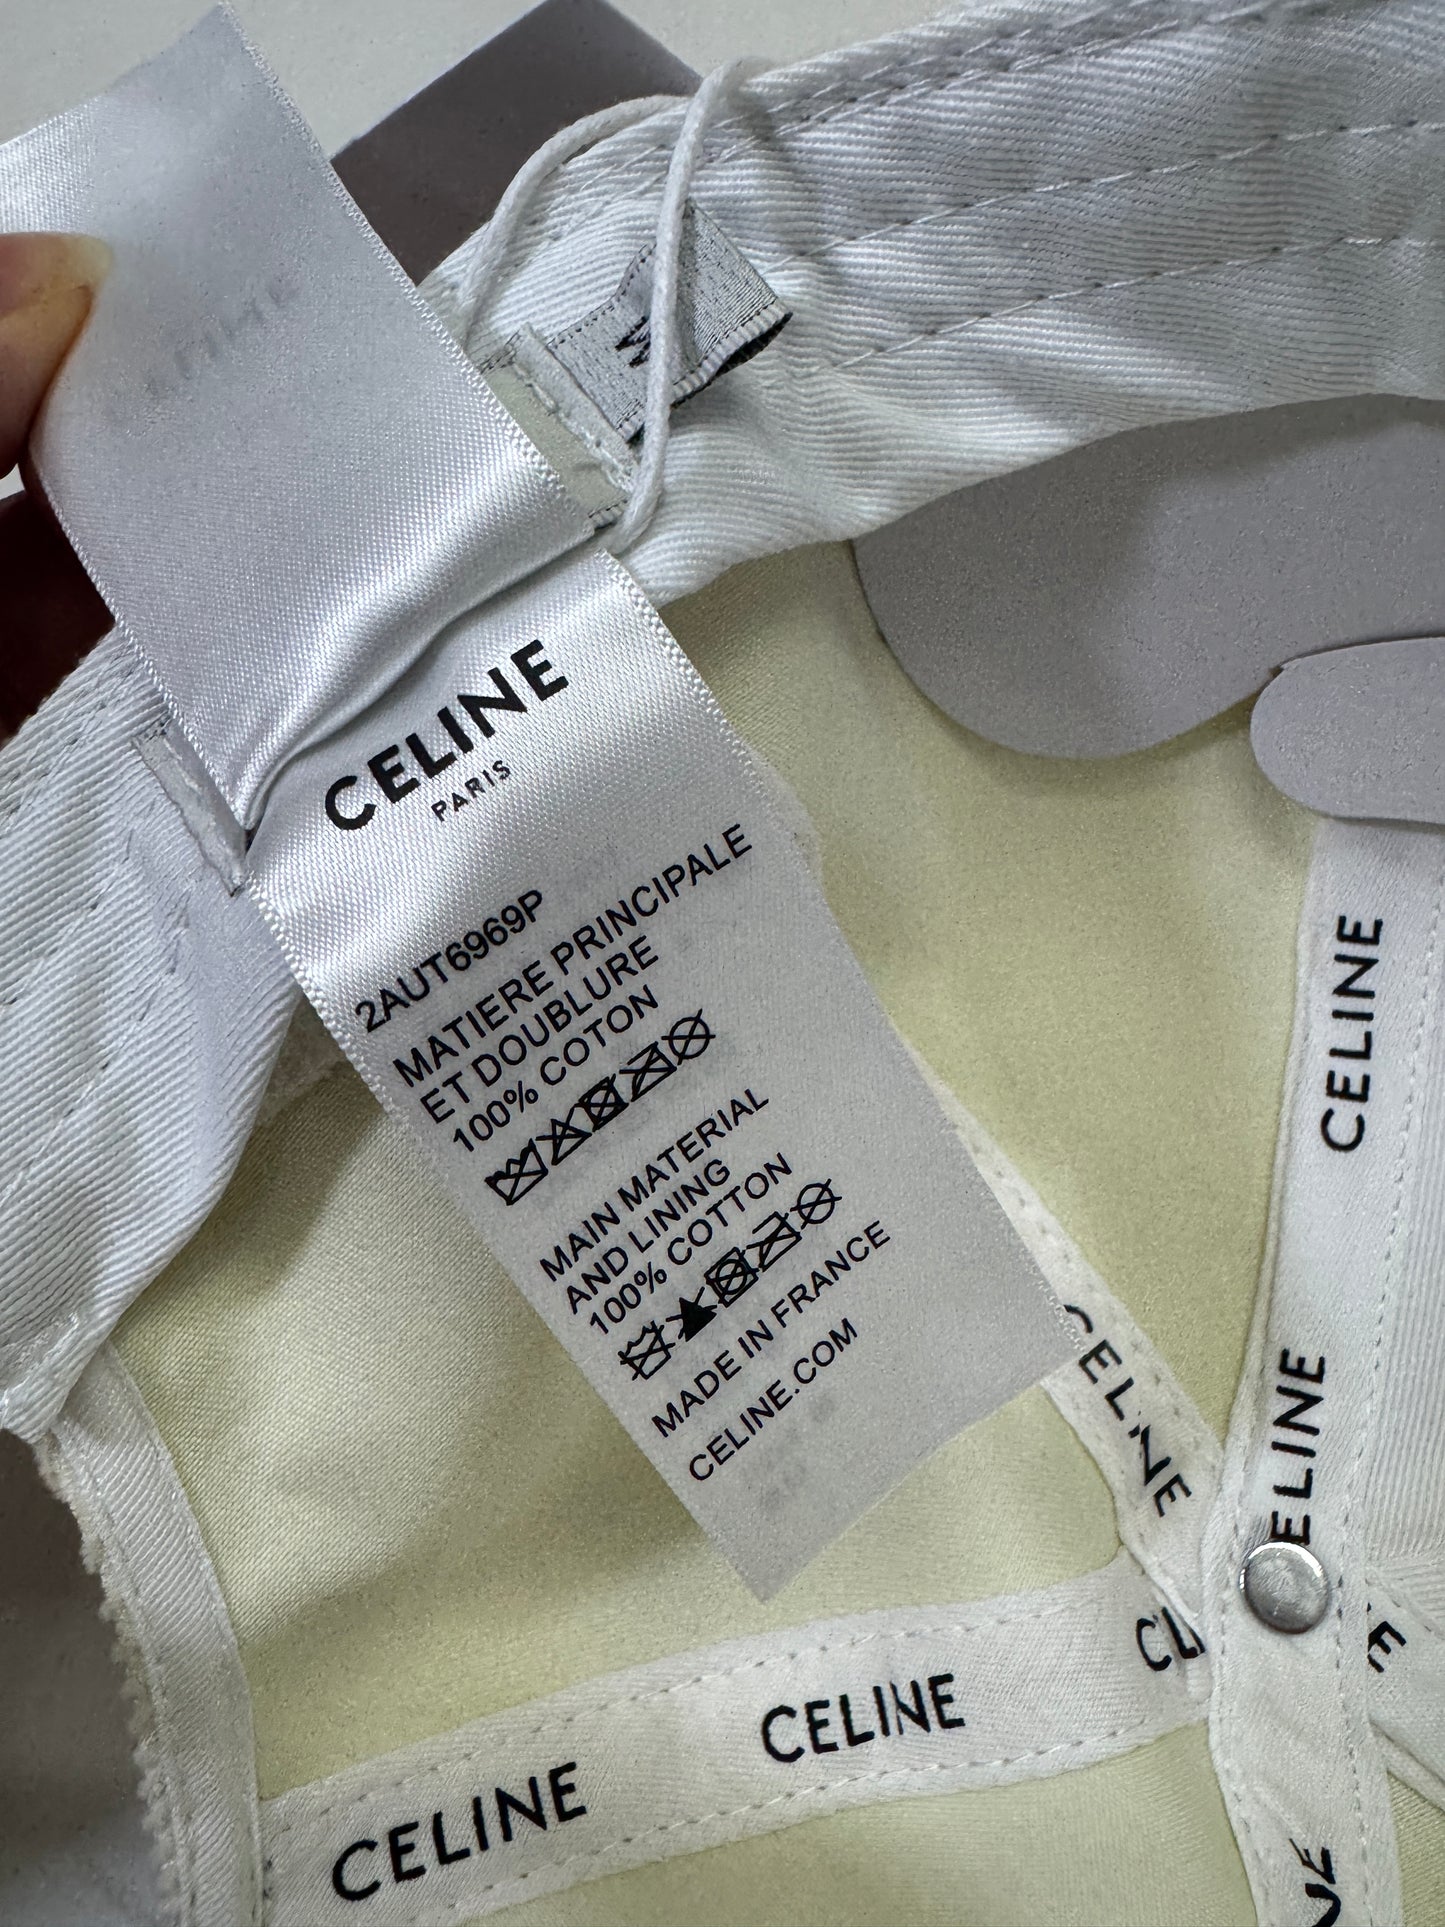 M
CELINE
PARIS
2AUT6969P
MATIERE PRINCIPALE
ET DOUBLURE
100% COTON
MAIN MATERIAL
AND LINING
100% COTTON
MADE IN FRANCE
CELINE.COM
CELINE
CELINE
ELINE
CELINE
CELINE